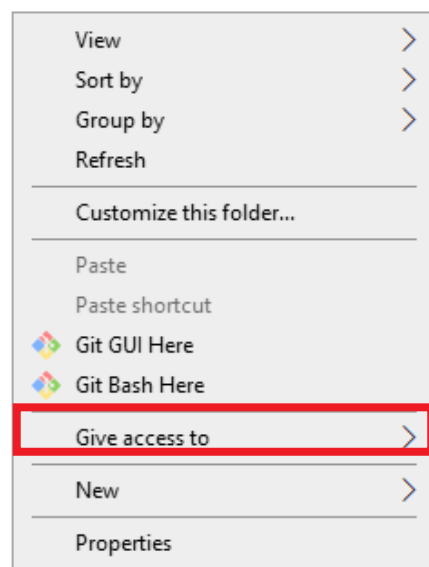 View
Sort by
Group by
Refresh
Customize this folder...
Paste
Paste shortcut
Git GUI Here
Git Bash Here
Give access to
New
Properties